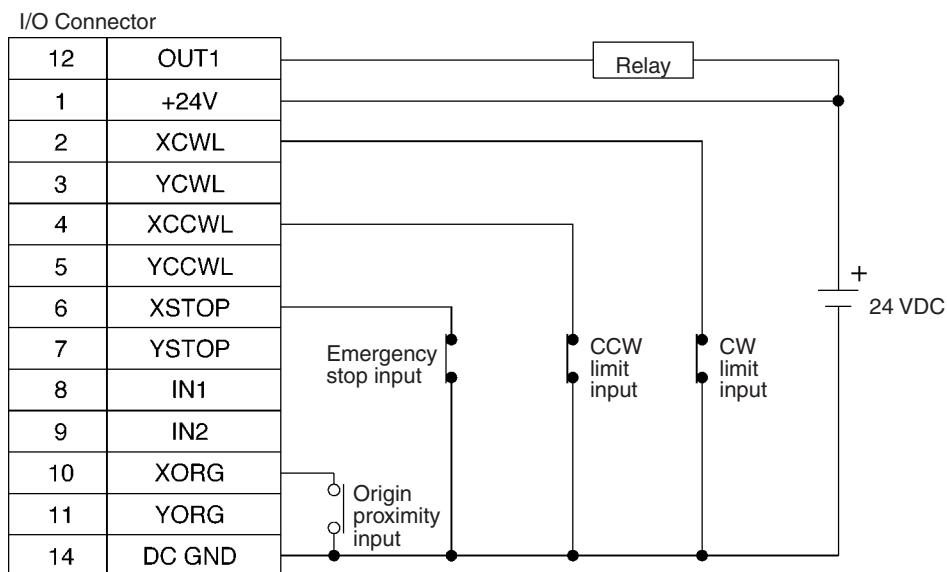 I/O Connector
12 OUT1
1 +24V
2 XCWL
3 YCWL
4 XCCWL
5 YCCWL
6 XSTOP
7 YSTOP
8 IN1
9 IN2
10 XORG
11 YORG
14 DC GND
Relay
+
24 VDC
Emergency
stop input
CCW
limit
input
CW
limit
input
Origin
proximity
input